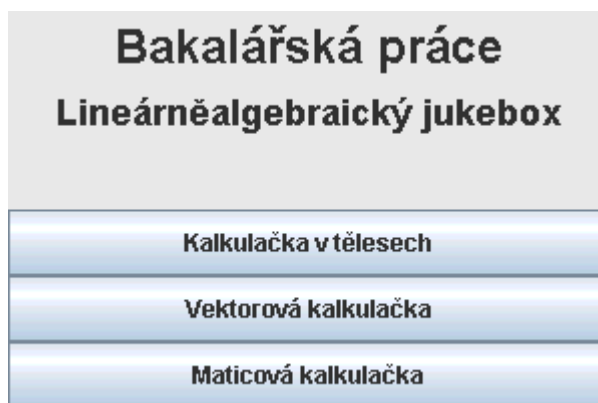 Bakalářská práce
Lineárněalgebraický jukebox
Kalkulačka v tělesech
Vektorová kalkulačka
Maticová kalkulačka